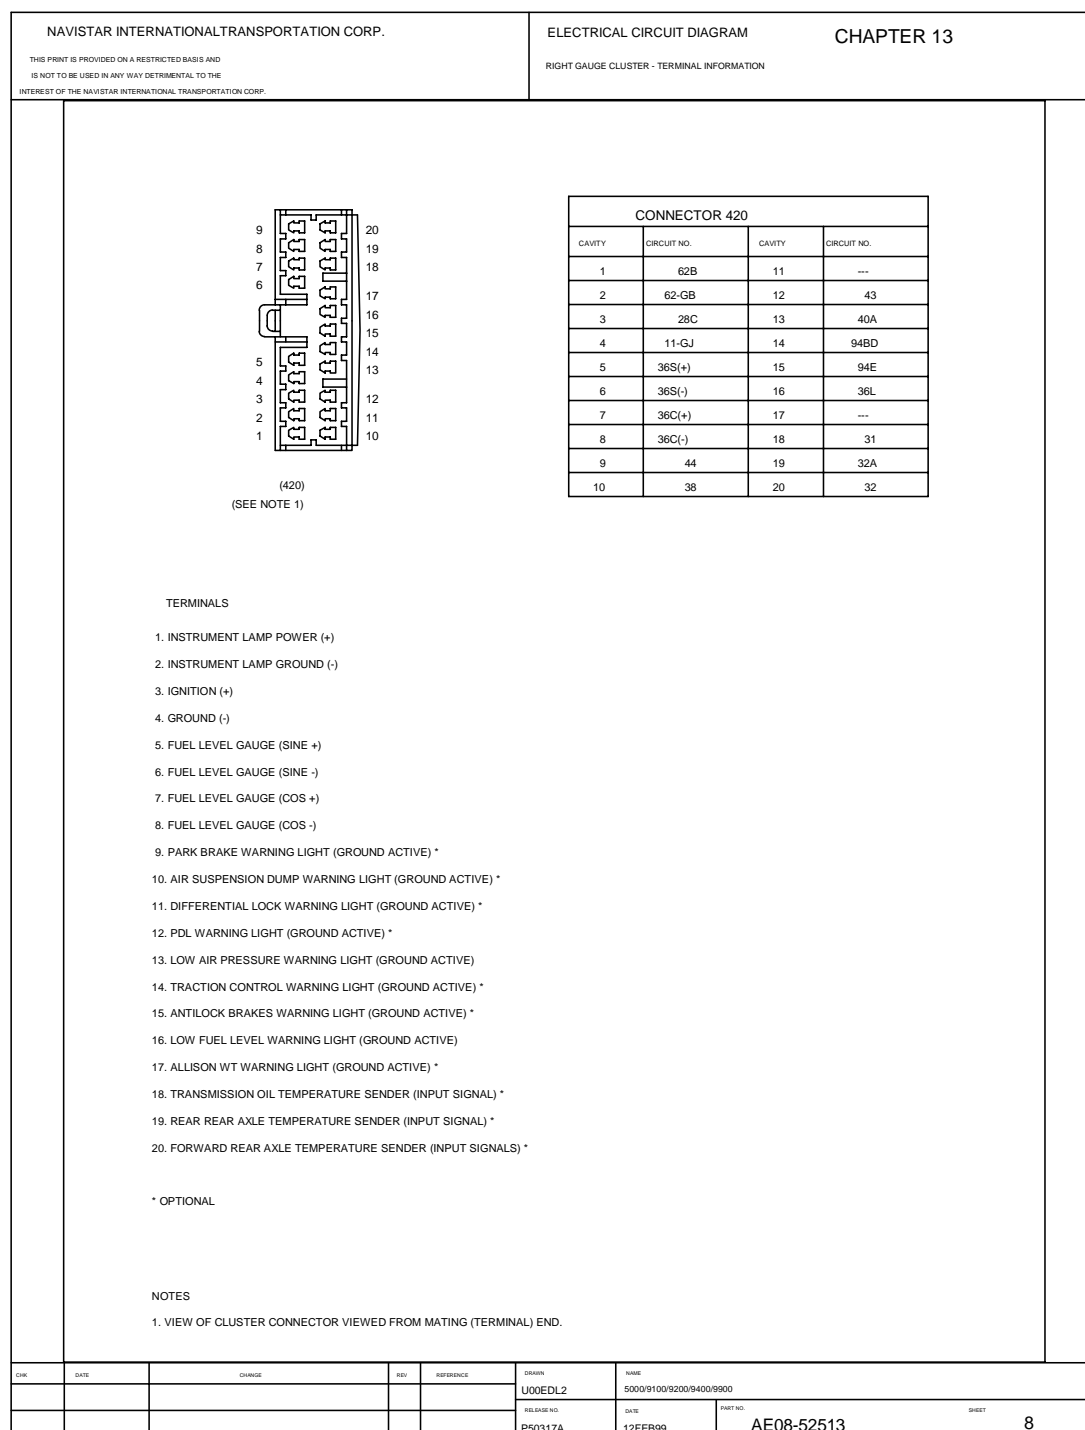 NAVISTAR INTERNATIONALTRANSPORTATION CORP.
THIS PRINT IS PROVIDED ON A RESTRICTED BASIS AND
IS NOT TO BE USED IN ANY WAY DETRIMENTAL TO THE
INTEREST OF THE NAVISTAR INTERNATIONAL TRANSPORTATION CORP.
ELECTRICAL CIRCUIT DIAGRAM
CHAPTER 13
RIGHT GAUGE CLUSTER - TERMINAL INFORMATION
9 20
8 19
7 18
6
17
16
15
14
5
13
4
3 12
2 11
1 10
(420)
(SEE NOTE 1)
CONNECTOR 420
CAVITY CIRCUIT NO. CAVITY CIRCUIT NO.
1 62B 11 ---
2 62-GB 12 43
3 28C 13 40A
4 11-GJ 14 94BD
5 36S(+) 15 94E
6 36S(-) 16 36L
7 36C(+) 17 ---
8 36C(-) 18 31
9 44 19 32A
10 38 20 32
TERMINALS
1. INSTRUMENT LAMP POWER (+)
2. INSTRUMENT LAMP GROUND (-)
3. IGNITION (+)
4. GROUND (-)
5. FUEL LEVEL GAUGE (SINE +)
6. FUEL LEVEL GAUGE (SINE -)
7. FUEL LEVEL GAUGE (COS +)
8. FUEL LEVEL GAUGE (COS -)
9. PARK BRAKE WARNING LIGHT (GROUND ACTIVE) *
10. AIR SUSPENSION DUMP WARNING LIGHT (GROUND ACTIVE) *
11. DIFFERENTIAL LOCK WARNING LIGHT (GROUND ACTIVE) *
12. PDL WARNING LIGHT (GROUND ACTIVE) *
13. LOW AIR PRESSURE WARNING LIGHT (GROUND ACTIVE)
14. TRACTION CONTROL WARNING LIGHT (GROUND ACTIVE) *
15. ANTILOCK BRAKES WARNING LIGHT (GROUND ACTIVE) *
16. LOW FUEL LEVEL WARNING LIGHT (GROUND ACTIVE)
17. ALLISON WT WARNING LIGHT (GROUND ACTIVE) *
18. TRANSMISSION OIL TEMPERATURE SENDER (INPUT SIGNAL) *
19. REAR REAR AXLE TEMPERATURE SENDER (INPUT SIGNAL) *
20. FORWARD REAR AXLE TEMPERATURE SENDER (INPUT SIGNALS) *
* OPTIONAL
NOTES
1. VIEW OF CLUSTER CONNECTOR VIEWED FROM MATING (TERMINAL) END.
CHK DATE CHANGE REV REFERENCE DRAWN NAME
U00EDL2 5000/9100/9200/9400/9900
RELEASE NO. DATE PART NO. SHEET
P50317A 12FEB99 AE08-52513 8